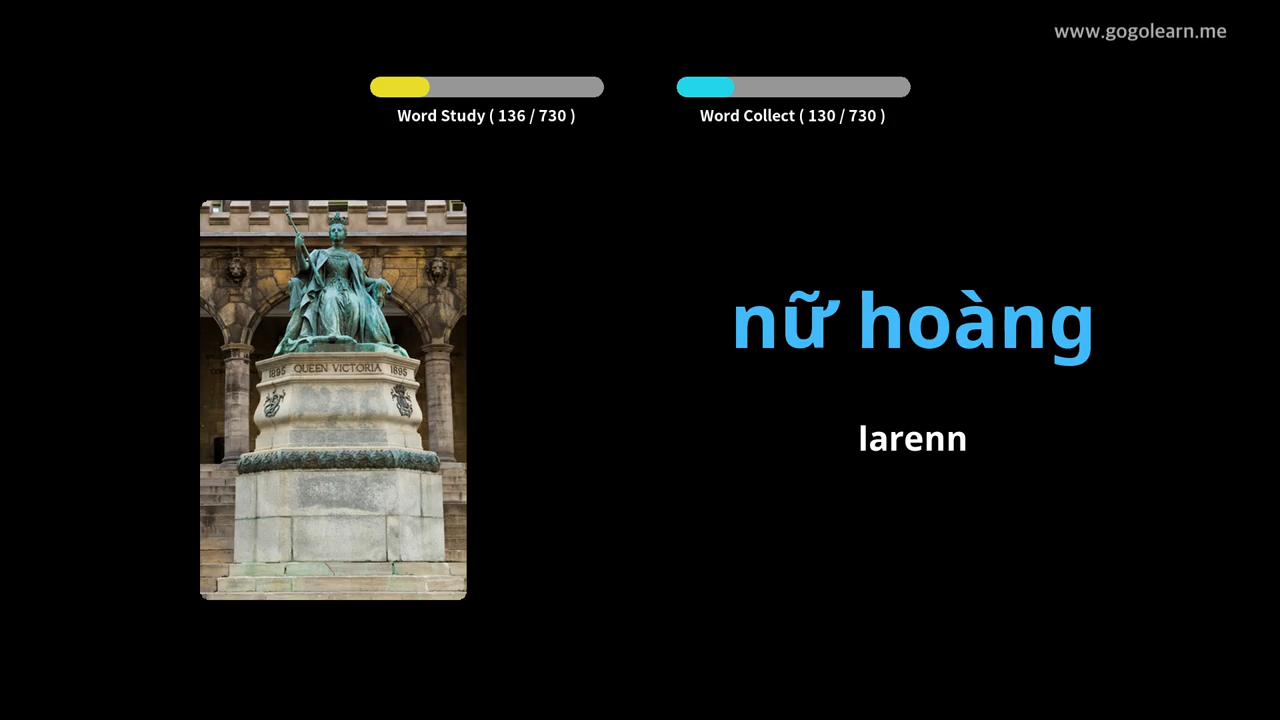 www.gogolearn.me
Word Study ( 136 / 730 )
Word Collect ( 130 / 730 )
1895 QUEEN VICTORIA 1895
nữ hoàng
larenn